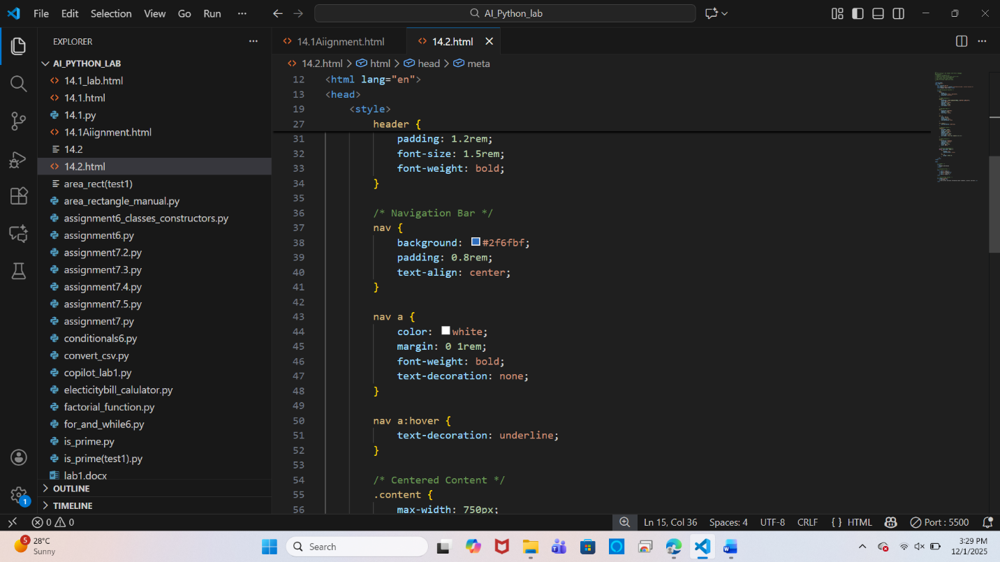 File Edit Selection View Go Run ··· AI_Python_lab
EXPLORER ···
AI_PYTHON_LAB
14.1_lab.html
14.1.html
14.1.py
14.1Aiignment.html
14.2
14.2.html
area_rect(test1)
area_rectangle_manual.py
assignment6_classes_constructors.py
assignment6.py
assignment7.2.py
assignment7.3.py
assignment7.4.py
assignment7.5.py
assignment7.py
conditionals6.py
convert_csv.py
copilot_lab1.py
electicitybill_calulator.py
factorial_function.py
for_and_while6.py
is_prime.py
is_prime(test1).py
lab1.docx
OUTLINE
TIMELINE
1
14.1Aiignment.html 14.2.html
14.2.html > html > head > meta
12 <html lang="en">
13 <head>
19 <style>
27 header {
31 padding: 1.2rem;
32 font-size: 1.5rem;
33 font-weight: bold;
34 }
35
36 /* Navigation Bar */
37 nav {
38 background: #2f6fbf;
39 padding: 0.8rem;
40 text-align: center;
41 }
42
43 nav a {
44 color: white;
45 margin: 0 1rem;
46 font-weight: bold;
47 text-decoration: none;
48 }
49
50 nav a:hover {
51 text-decoration: underline;
52 }
53
54 /* Centered Content */
55 .content {
56 max-width: 750px;
0 0 Ln 15, Col 36 Spaces: 4 UTF-8 CRLF { } HTML Port : 5500
5 28°C
Sunny
Search
3:29 PM
12/1/2025